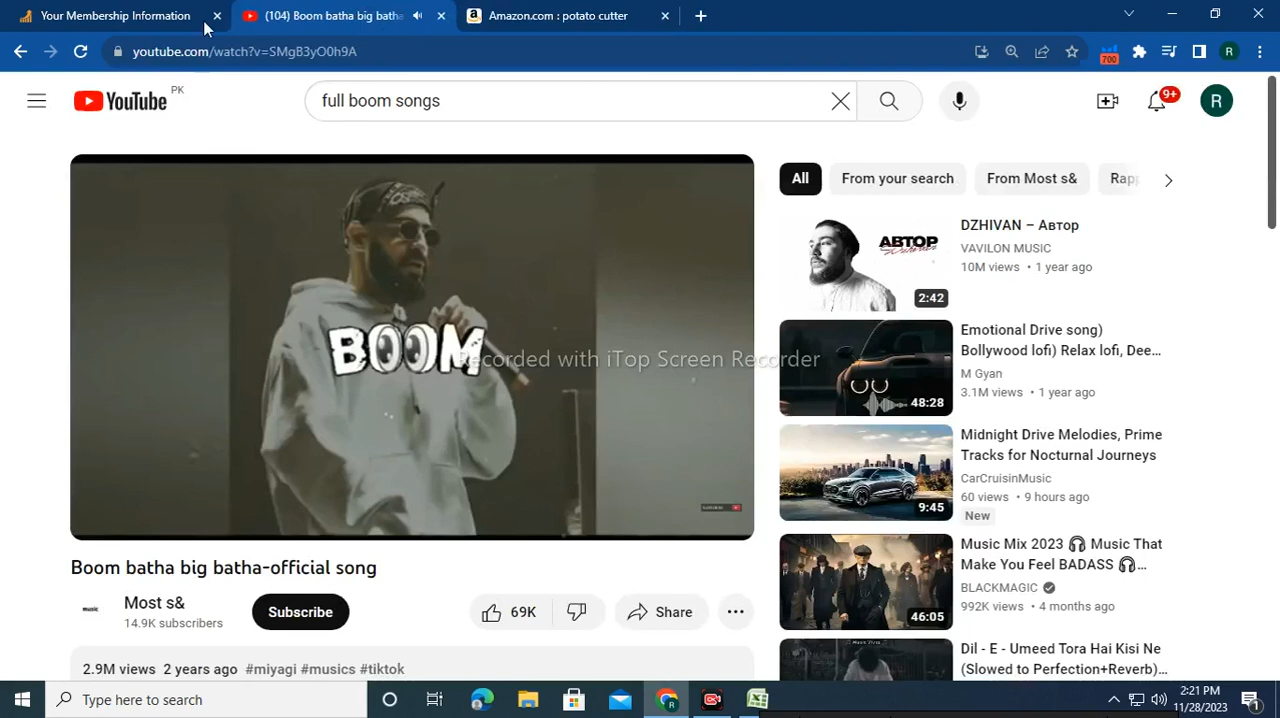 Your Membership Information
(104) Boom batha big batha
Amazon.com : potato cutter
youtube.com/watch?v=SMgB3yO0h9A
700
R
YouTube PK
full boom songs
9+
R
BOOM
Recorded with iTop Screen Recorder
All
From your search
From Most s&
Rapp
DZHIVAN – Автор
VAVILON MUSIC
10M views • 1 year ago
АВТОР
2:42
Emotional Drive song)
Bollywood lofi) Relax lofi, Dee...
M Gyan
3.1M views • 1 year ago
48:28
Midnight Drive Melodies, Prime
Tracks for Nocturnal Journeys
CarCruisinMusic
60 views • 9 hours ago
New
9:45
Music Mix 2023 🎧 Music That
Make You Feel BADASS 🎧...
BLACKMAGIC
992K views • 4 months ago
46:05
Dil - E - Umeed Tora Hai Kisi Ne
(Slowed to Perfection+Reverb)...
Boom batha big batha-official song
music
Most s&
14.9K subscribers
Subscribe
69K
Share
2.9M views 2 years ago #miyagi #musics #tiktok
Type here to search
2:21 PM
11/28/2023
1